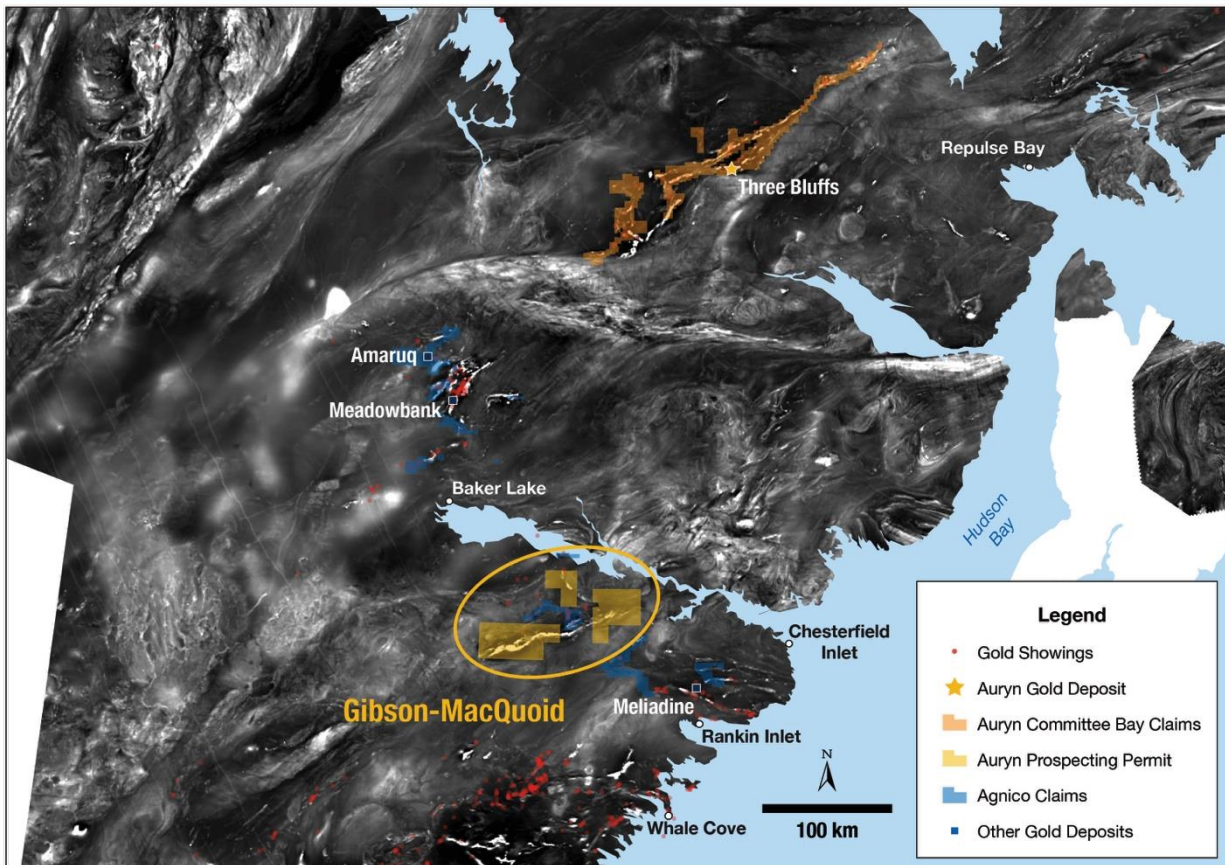 Repulse Bay
Three Bluffs
Amaruq
Meadowbank
Baker Lake
Hudson
Bay
Chesterfield
Inlet
Gibson-MacQuoid
Meliadine
Rankin Inlet
Whale Cove
N
100 km
Legend
Gold Showings
Auryn Gold Deposit
Auryn Committee Bay Claims
Auryn Prospecting Permit
Agnico Claims
Other Gold Deposits